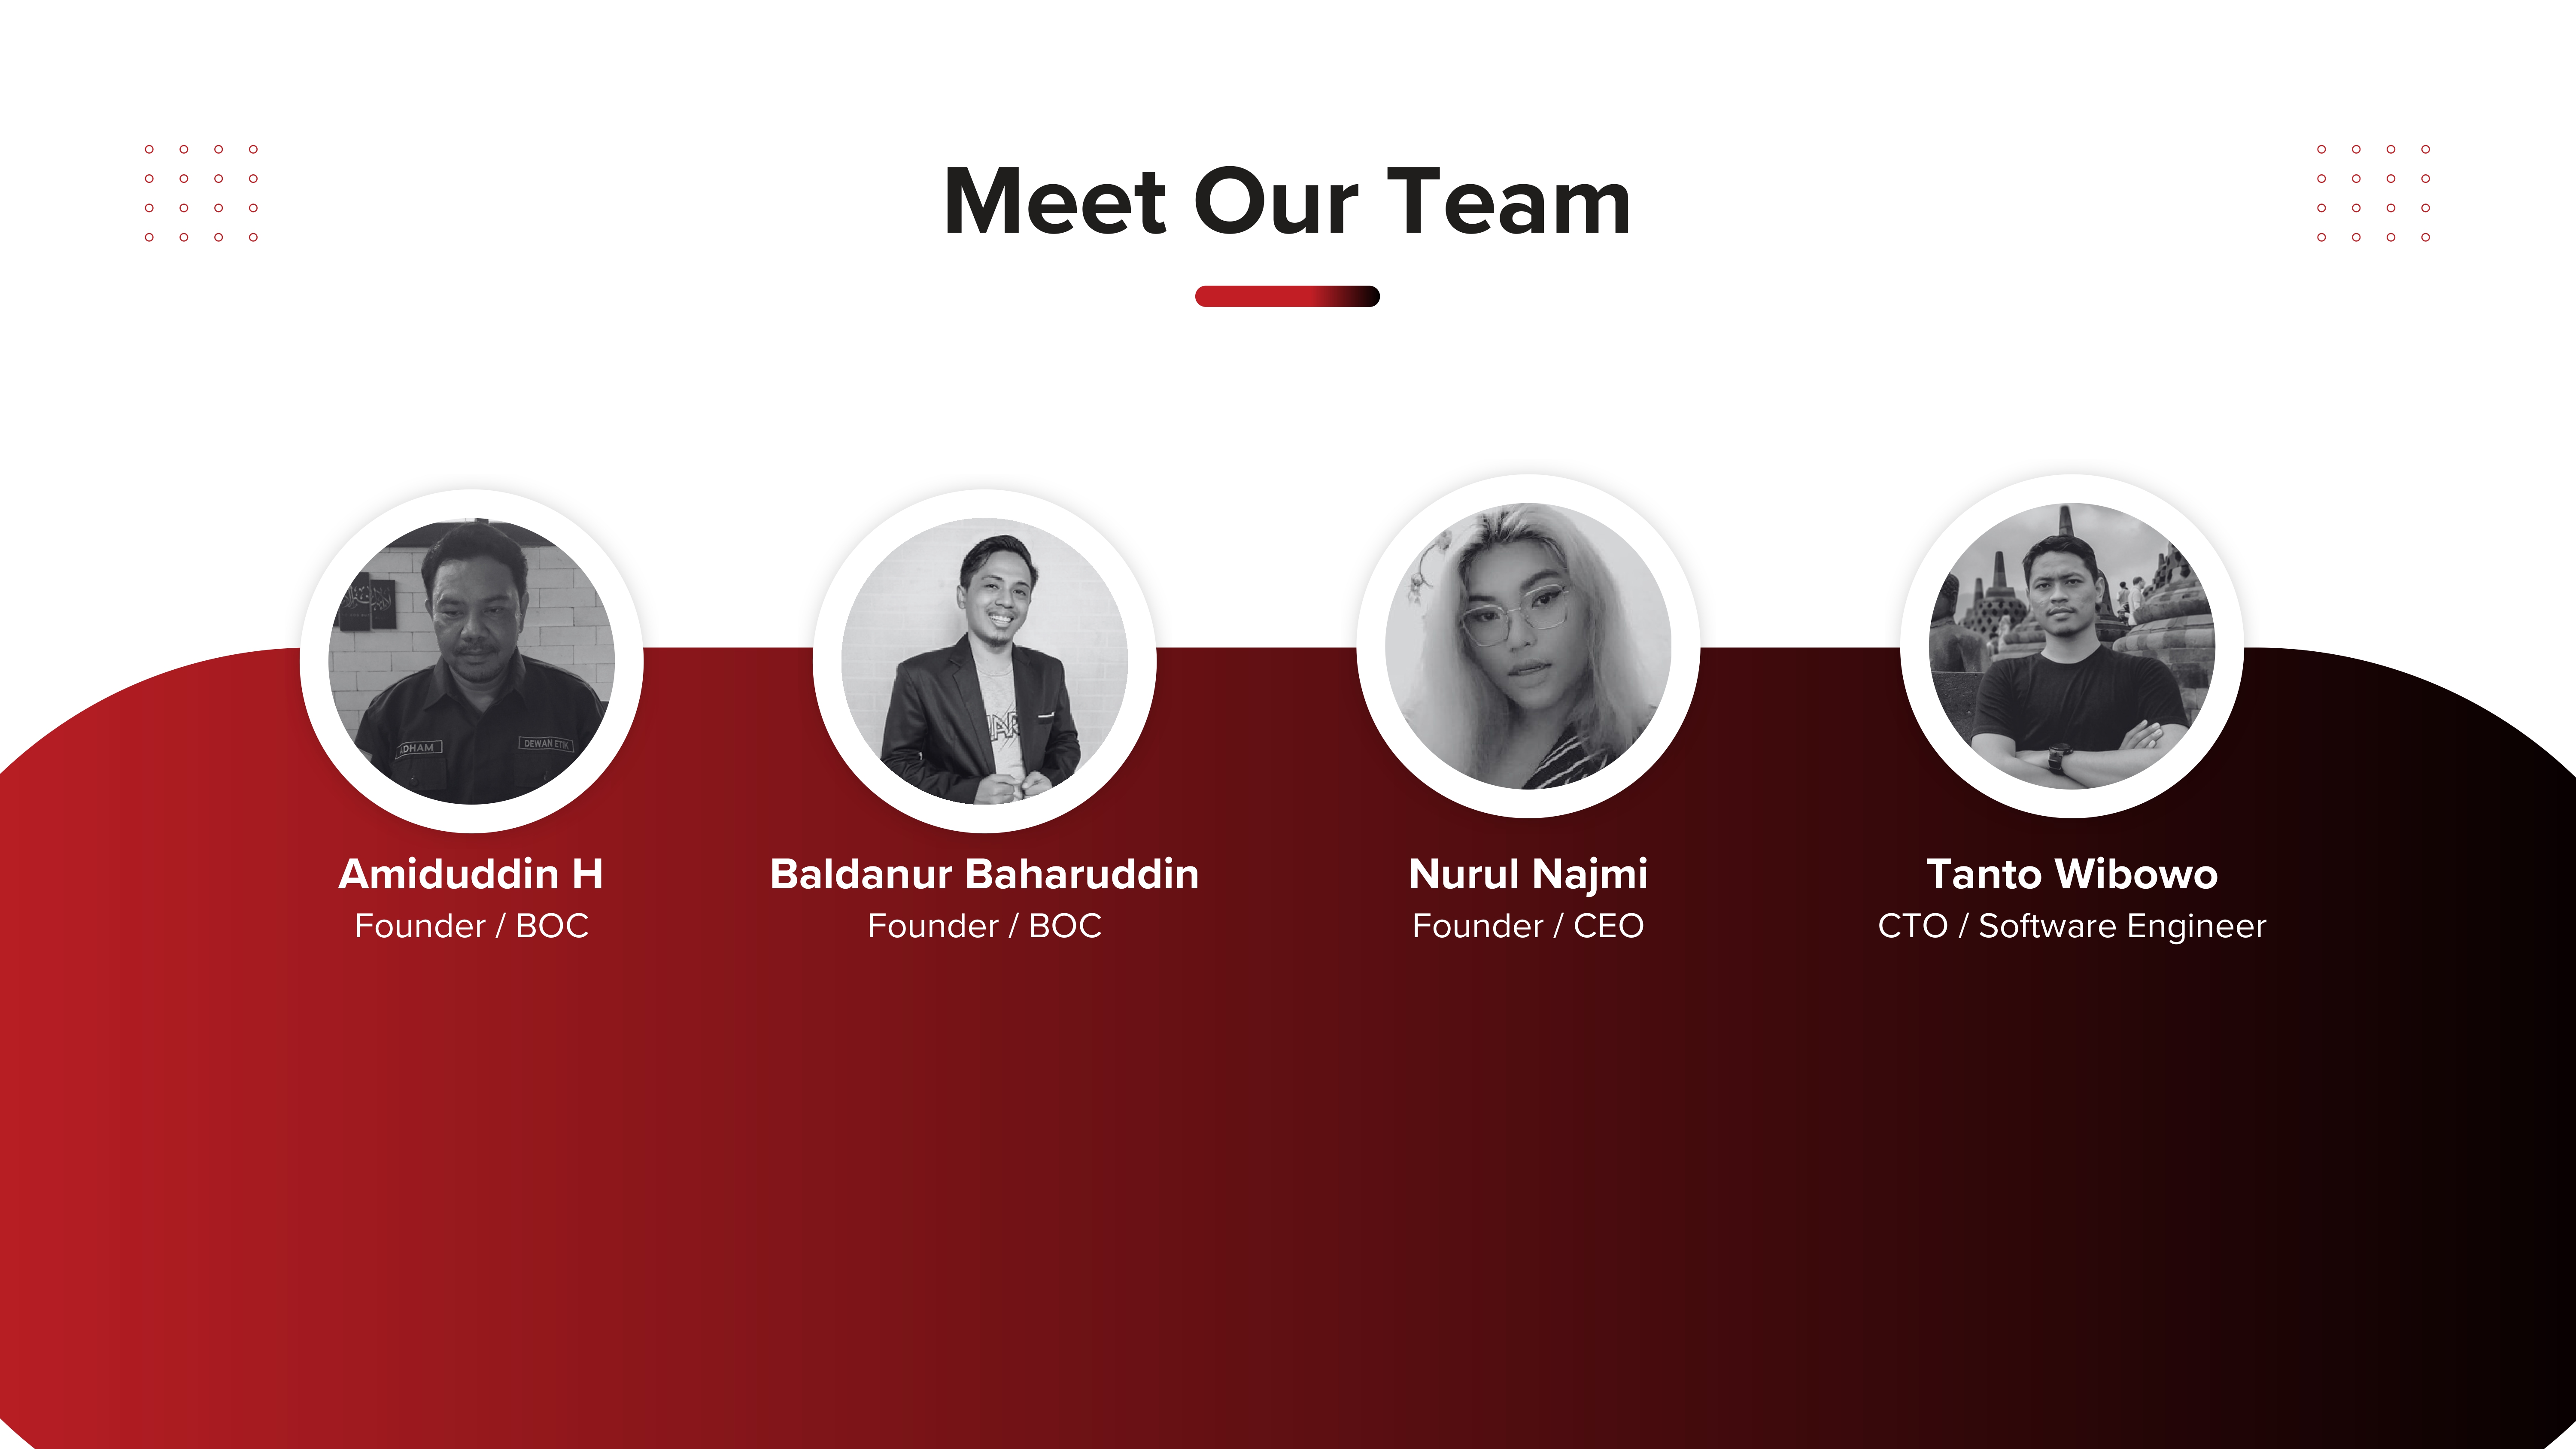 Meet Our Team
ADHAM
DEWAN ETIK
Amiduddin H
Founder / BOC
Baldanur Baharuddin
Founder / BOC
Nurul Najmi
Founder / CEO
Tanto Wibowo
CTO / Software Engineer